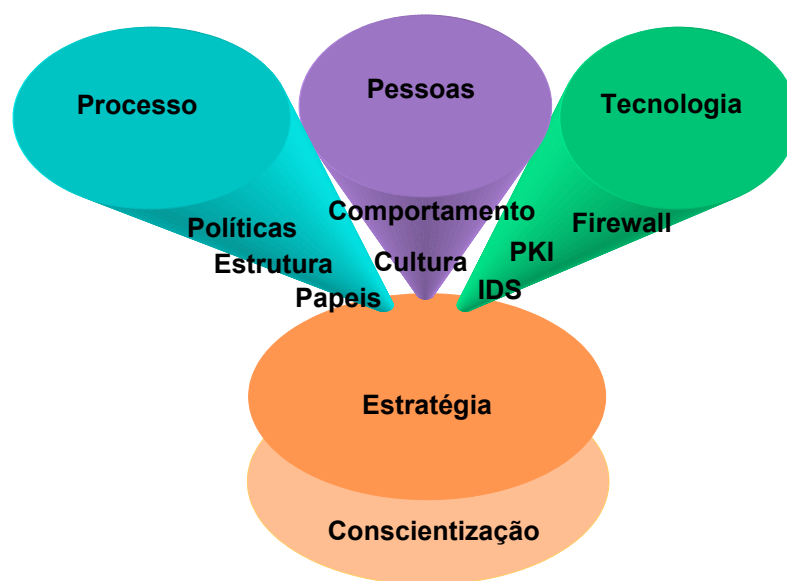 Processo
Pessoas
Tecnologia
Políticas
Estrutura
Papeis
Comportamento
Cultura
Firewall
PKI
IDS
Estratégia
Conscientização